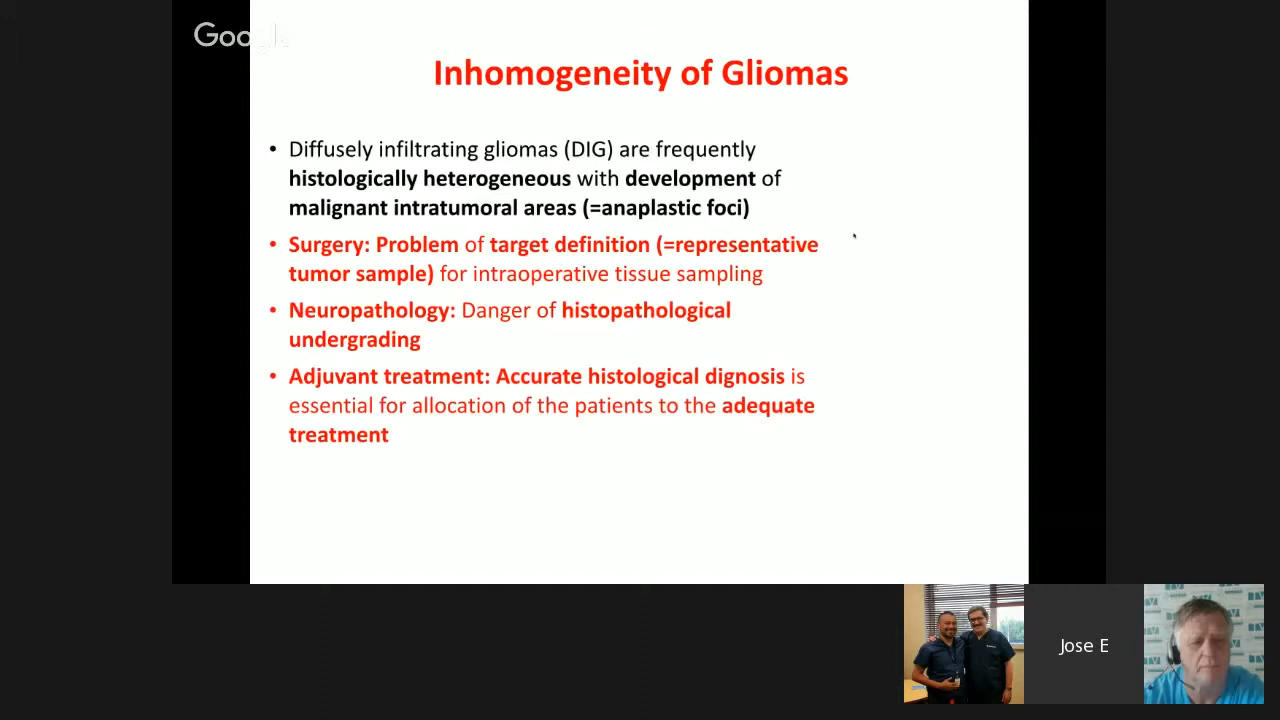 Google
Inhomogeneity of Gliomas
• Diffusely infiltrating gliomas (DIG) are frequently
histologically heterogeneous with development of
malignant intratumoral areas (=anaplastic foci)
• Surgery: Problem of target definition (=representative
tumor sample) for intraoperative tissue sampling
• Neuropathology: Danger of histopathological
undergrading
• Adjuvant treatment: Accurate histological dignosis is
essential for allocation of the patients to the adequate
treatment
Jose E